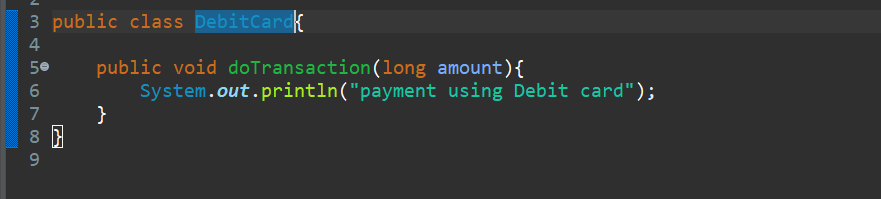 3 public class DebitCard{
4
5 public void doTransaction(long amount){
6 System.out.println("payment using Debit card");
7 }
8 }
9